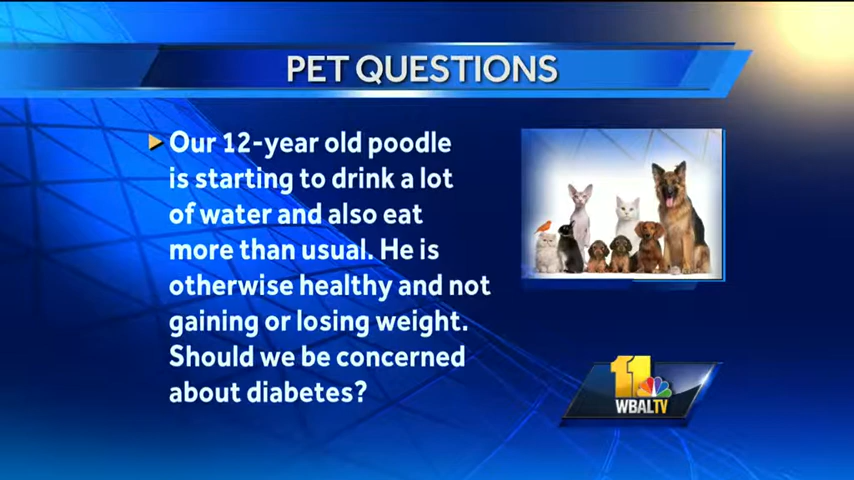 PET QUESTIONS
Our 12-year old poodle
is starting to drink a lot
of water and also eat
more than usual. He is
otherwise healthy and not
gaining or losing weight.
Should we be concerned
about diabetes?
11
WBALTV